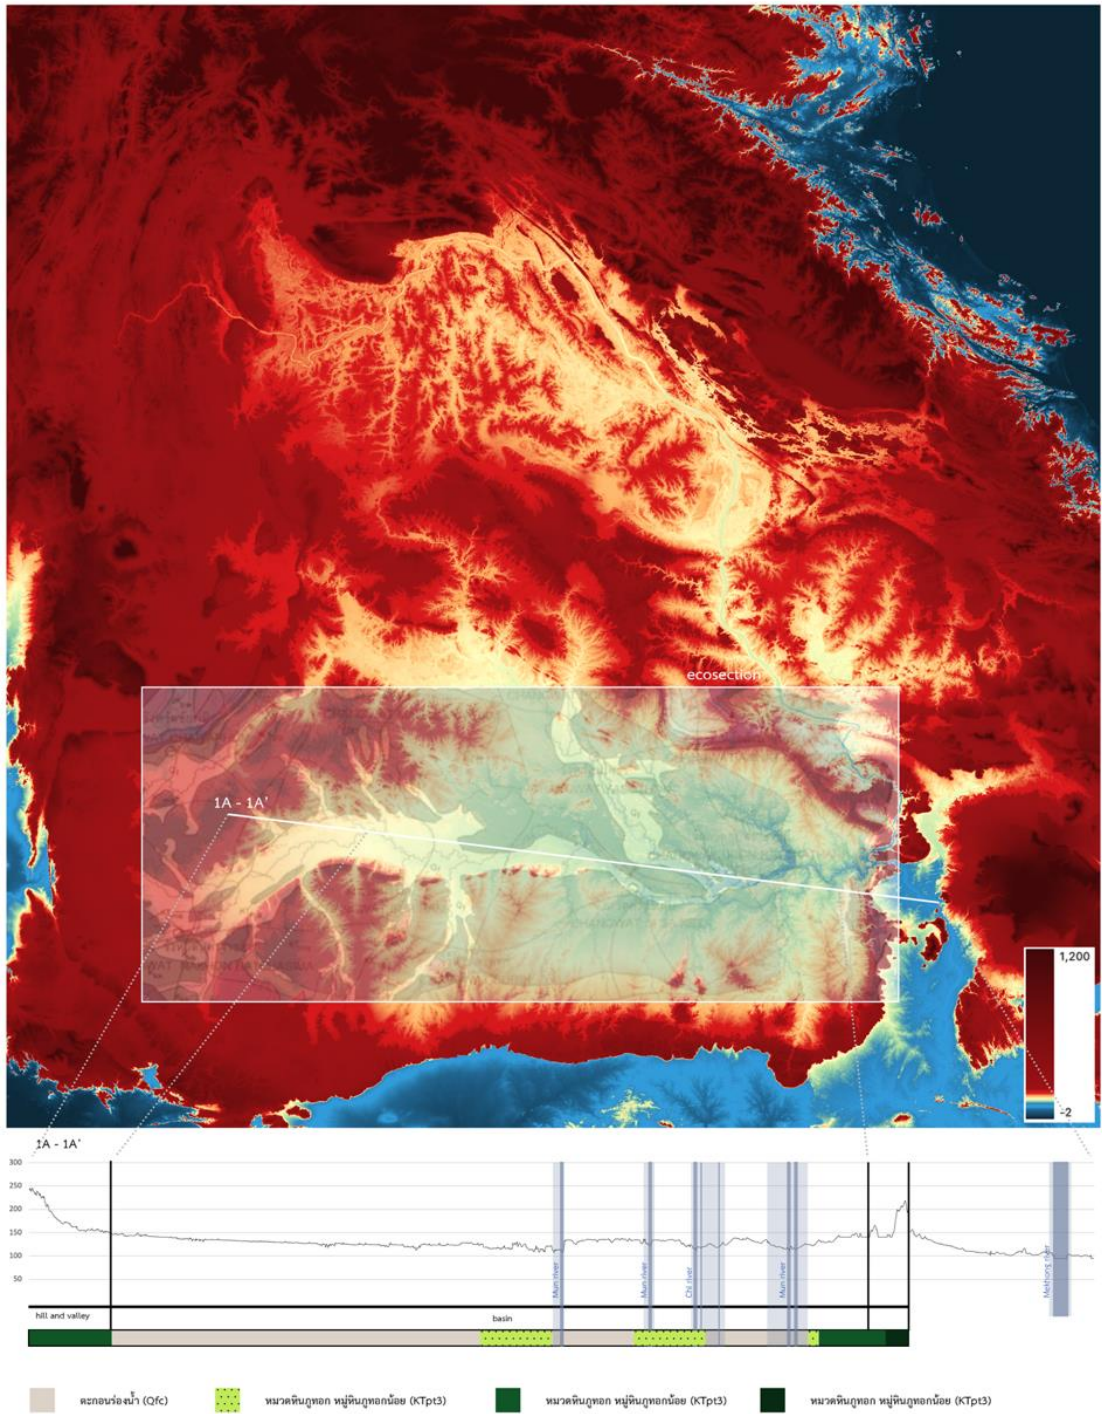 ecosection
1A - 1A'
1,200
-2
1A - 1A'
300
250
200
150
100
50
Mun river
Mun river
Chi river
Mun river
Mekhong river
hill and valley
basin
ตะกอนร่องน้ำ (Qfc)
หมวดหินภูทอก หมู่หินภูทอกน้อย (KTpt3)
หมวดหินภูทอก หมู่หินภูทอกน้อย (KTpt3)
หมวดหินภูทอก หมู่หินภูทอกน้อย (KTpt3)